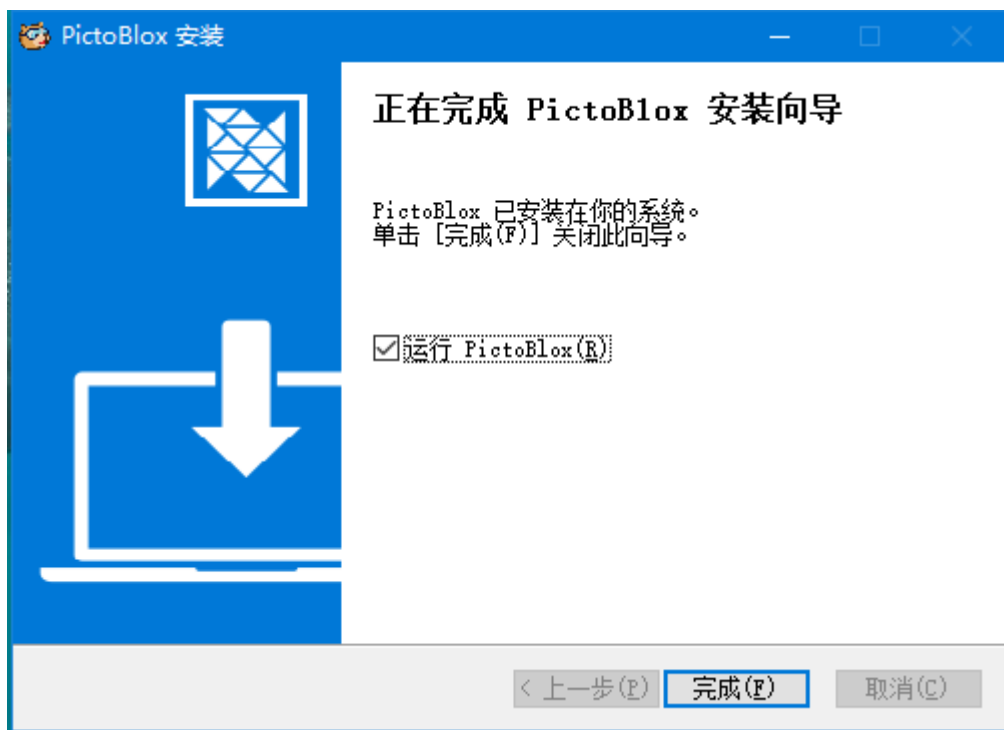 PictoBlox 安装
正在完成 PictoBlox 安装向导
PictoBlox 已安装在你的系统。
单击 [完成(F)] 关闭此向导。
运行 PictoBlox(R)
< 上一步(P)
完成(F)
取消(C)